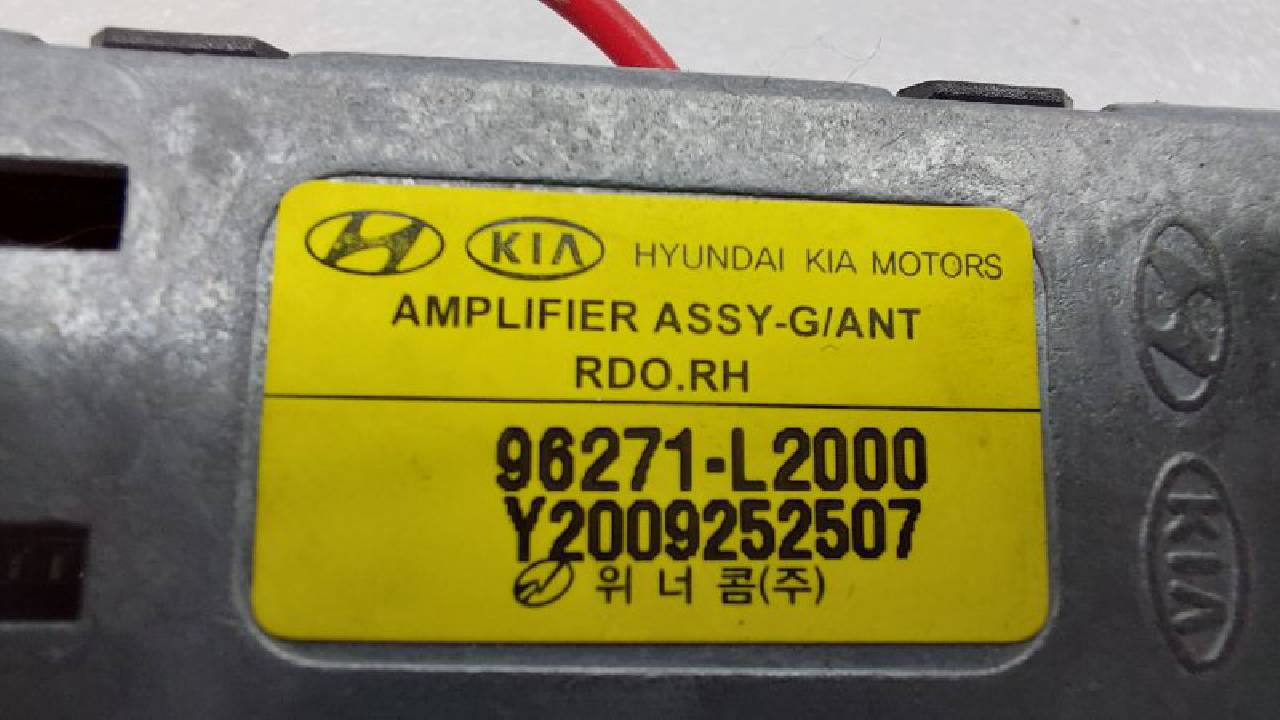 KIA HYUNDAI KIA MOTORS
AMPLIFIER ASSY-G/ANT
RDO.RH
96271-L2000
Y2009252507
위 너 콤(주)
KIA